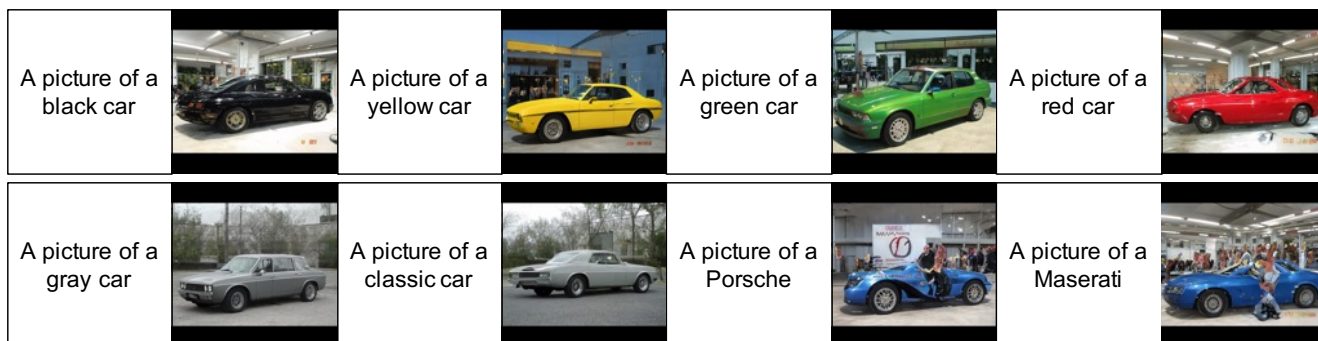 A picture of a
black car
A picture of a
yellow car
A picture of a
green car
A picture of a
red car
A picture of a
gray car
A picture of a
classic car
A picture of a
Porsche
A picture of a
Maserati